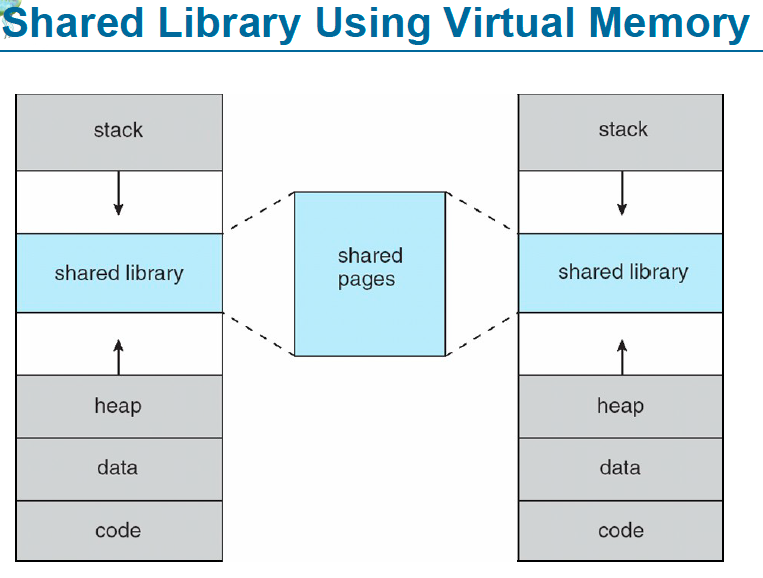 Shared Library Using Virtual Memory
stack
shared library
heap
data
code
shared
pages
stack
shared library
heap
data
code